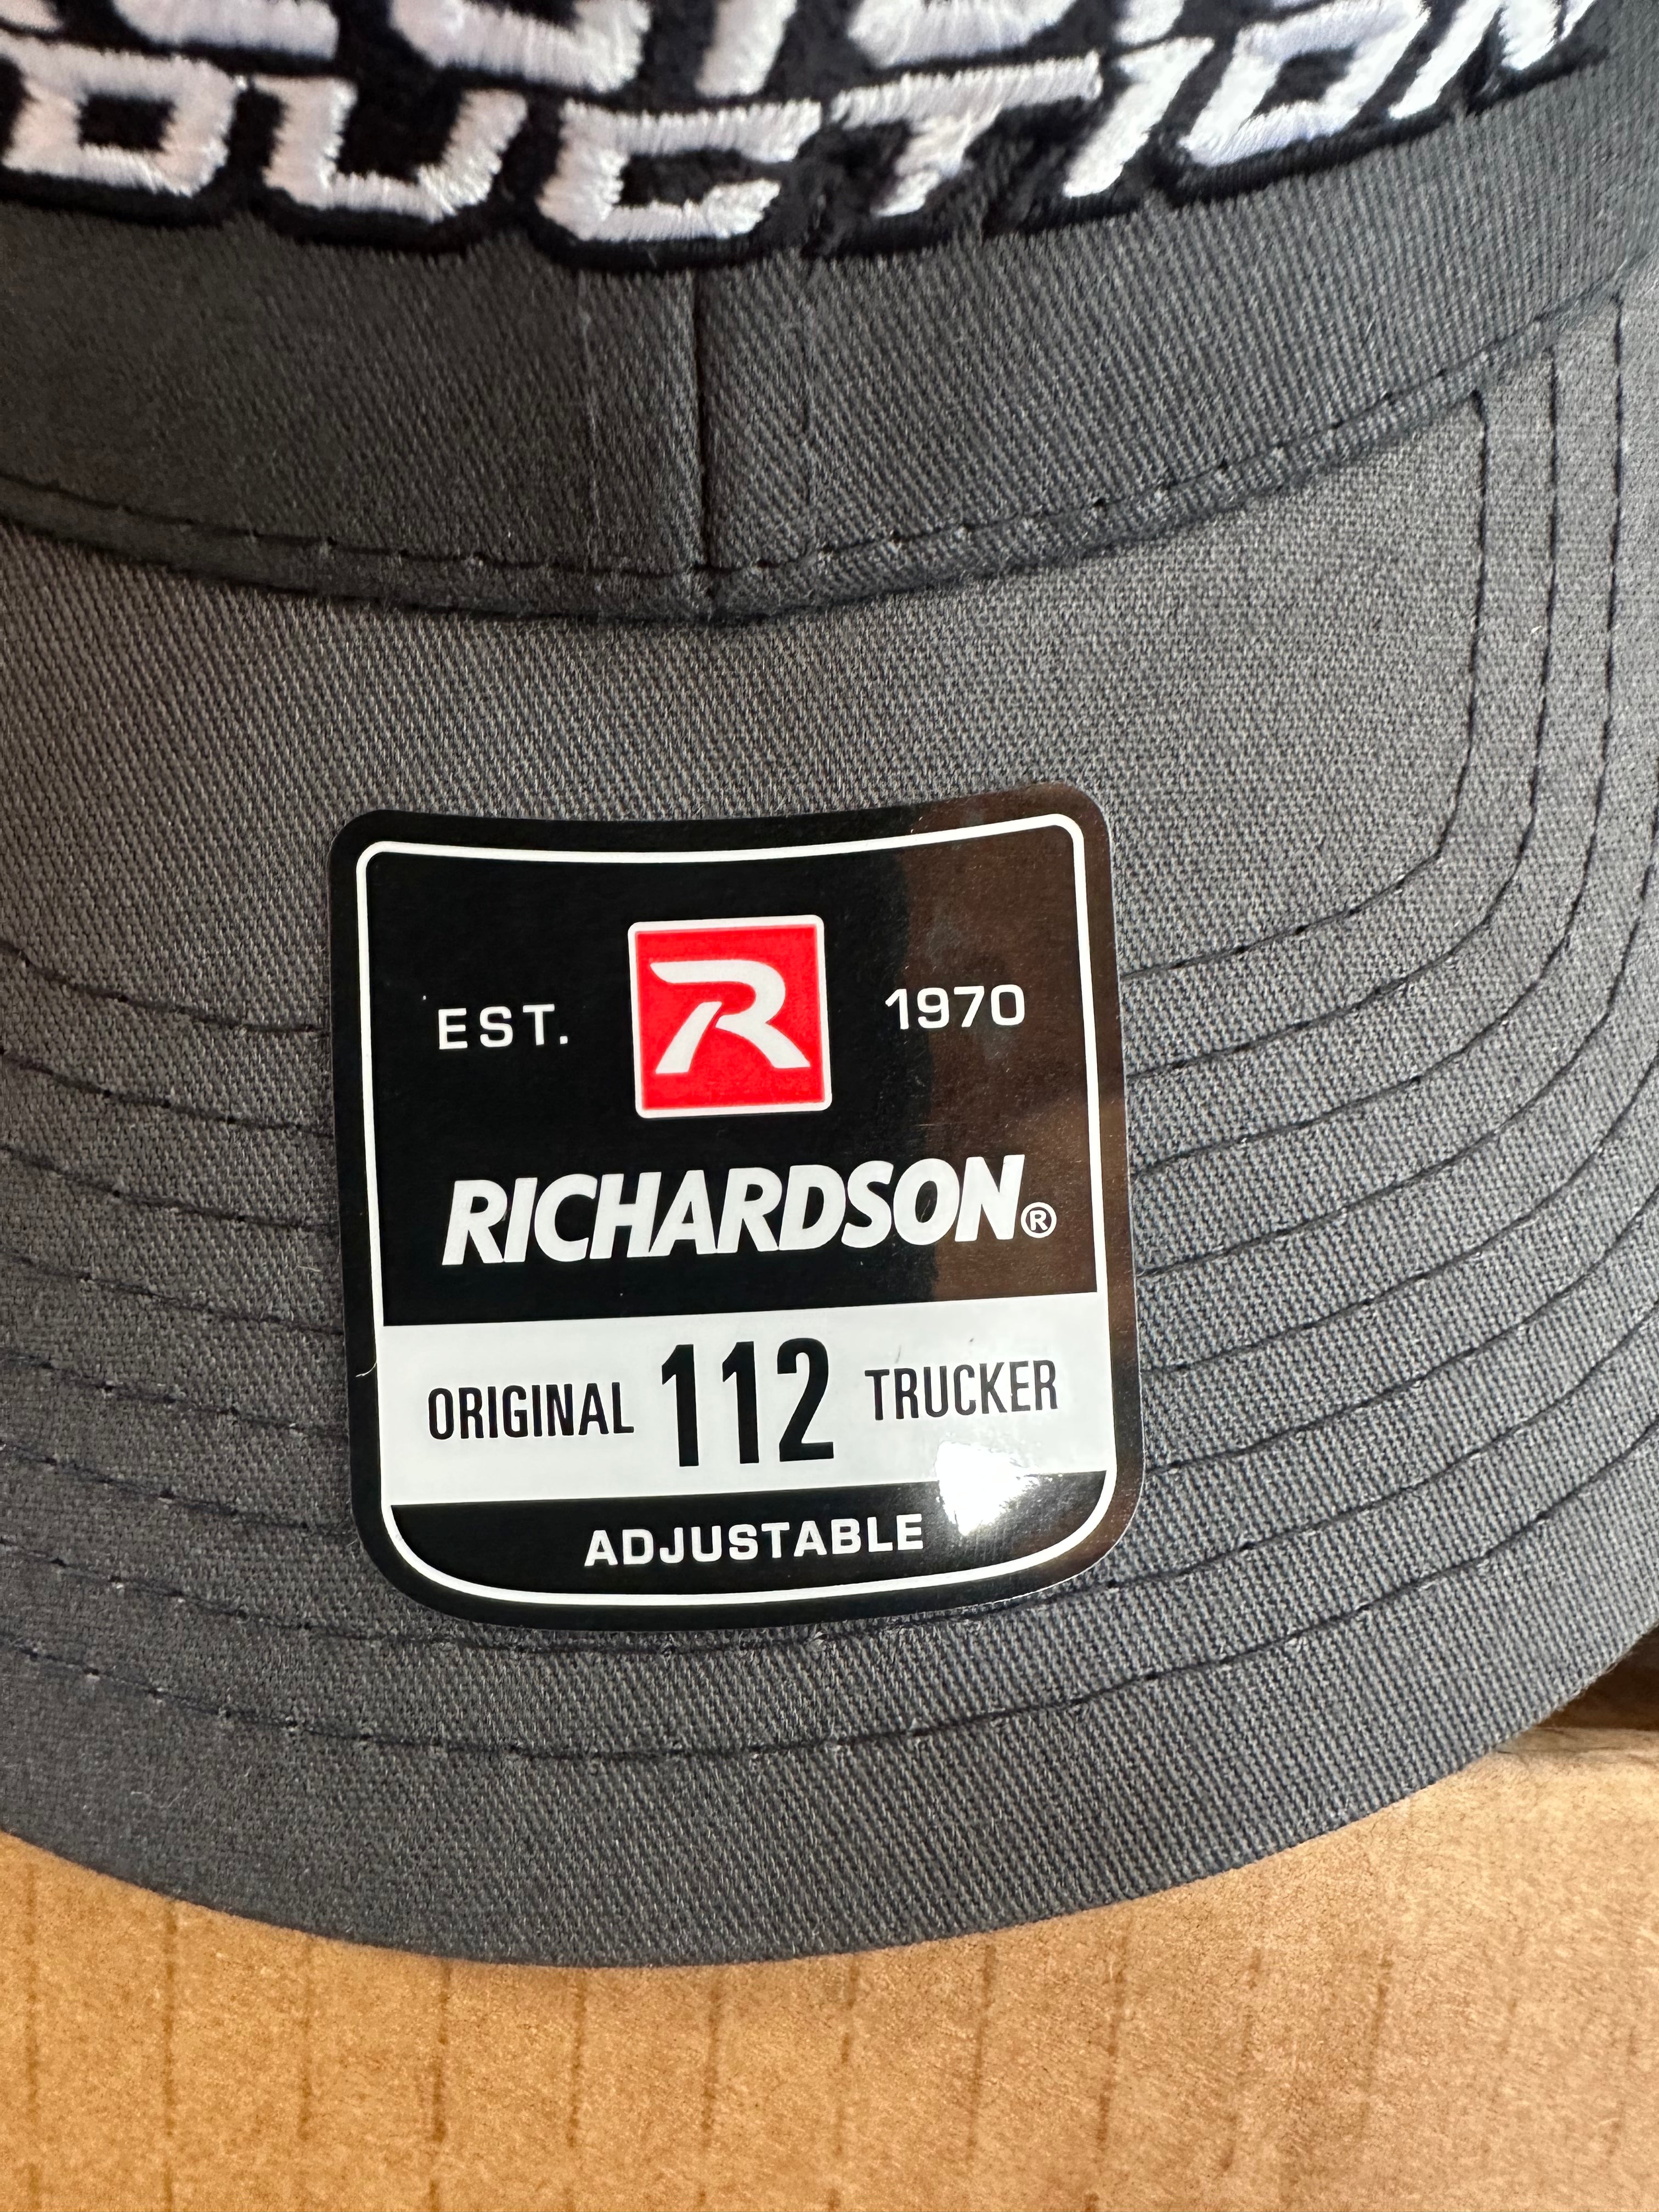 EST. R 1970
RICHARDSON®
ORIGINAL 112 TRUCKER
ADJUSTABLE